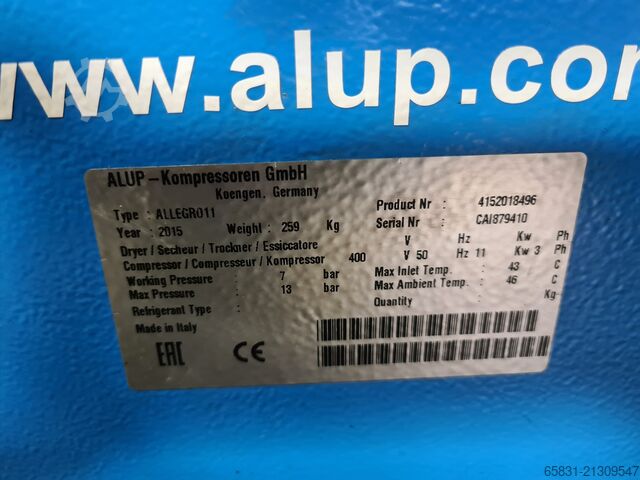 www.alup.com
ALUP-Kompressoren GmbH
Koengen, Germany
Type : ALLEGRO11
Year : 2015 Weight : 259 Kg
Product Nr : 4152018496
Serial Nr : CAI879410
Dryer / Secheur / Trockner / Essiccatore V Hz Kw Ph
Compressor / Compresseur / Kompressor 400 V 50 Hz 11 Kw 3 Ph
Working Pressure : 7 bar
Max Pressure : 13 bar
Refrigerant Type :
Max Inlet Temp. : 43 C
Max Ambient Temp. : 46 C
Quantity : Kg
Made in Italy
EAC CE
65831-21309547